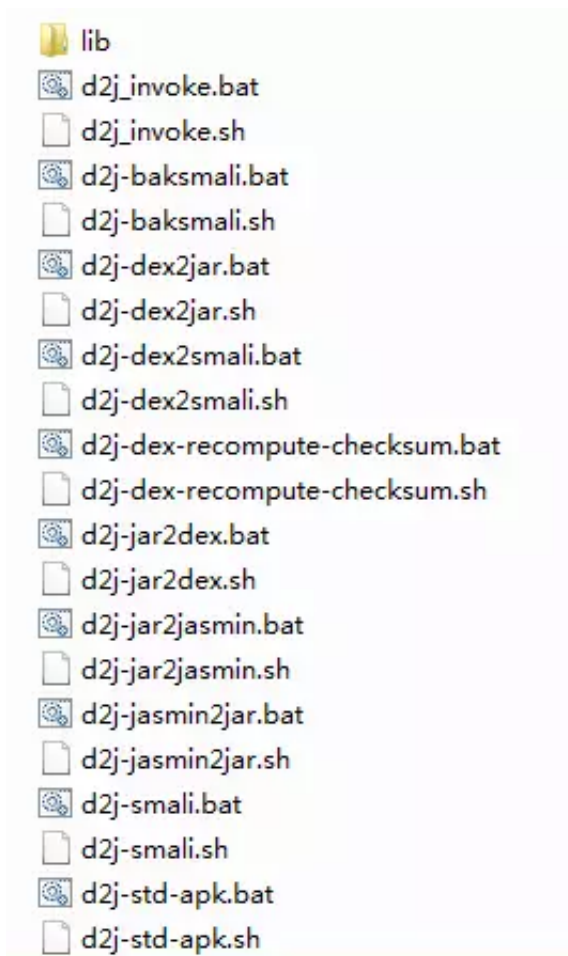 lib
d2j_invoke.bat
d2j_invoke.sh
d2j-baksmali.bat
d2j-baksmali.sh
d2j-dex2jar.bat
d2j-dex2jar.sh
d2j-dex2smali.bat
d2j-dex2smali.sh
d2j-dex-recompute-checksum.bat
d2j-dex-recompute-checksum.sh
d2j-jar2dex.bat
d2j-jar2dex.sh
d2j-jar2jasmin.bat
d2j-jar2jasmin.sh
d2j-jasmin2jar.bat
d2j-jasmin2jar.sh
d2j-smali.bat
d2j-smali.sh
d2j-std-apk.bat
d2j-std-apk.sh